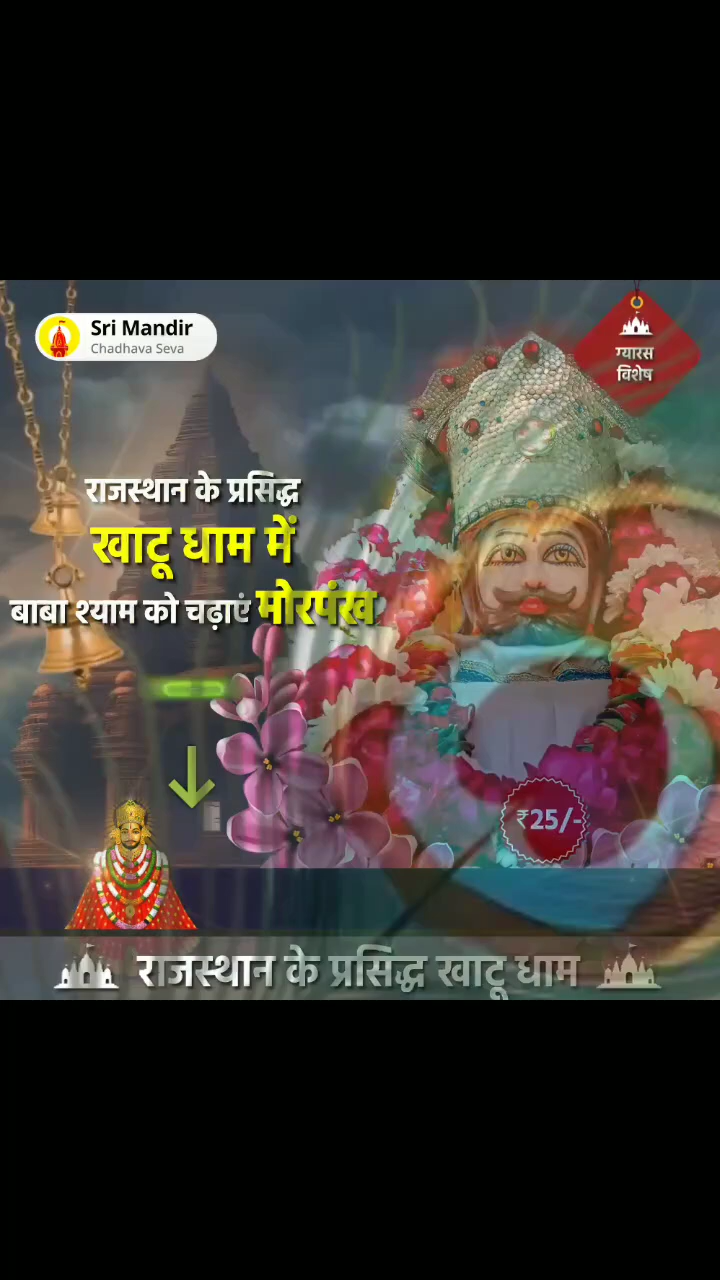 Sri Mandir
Chadhava Seva
ग्यारस
विशेष
राजस्थान के प्रसिद्ध
खाटू धाम में
बाबा श्याम को चढ़ाएं मोरपंख
₹25/-
राजस्थान के प्रसिद्ध खाटू धाम